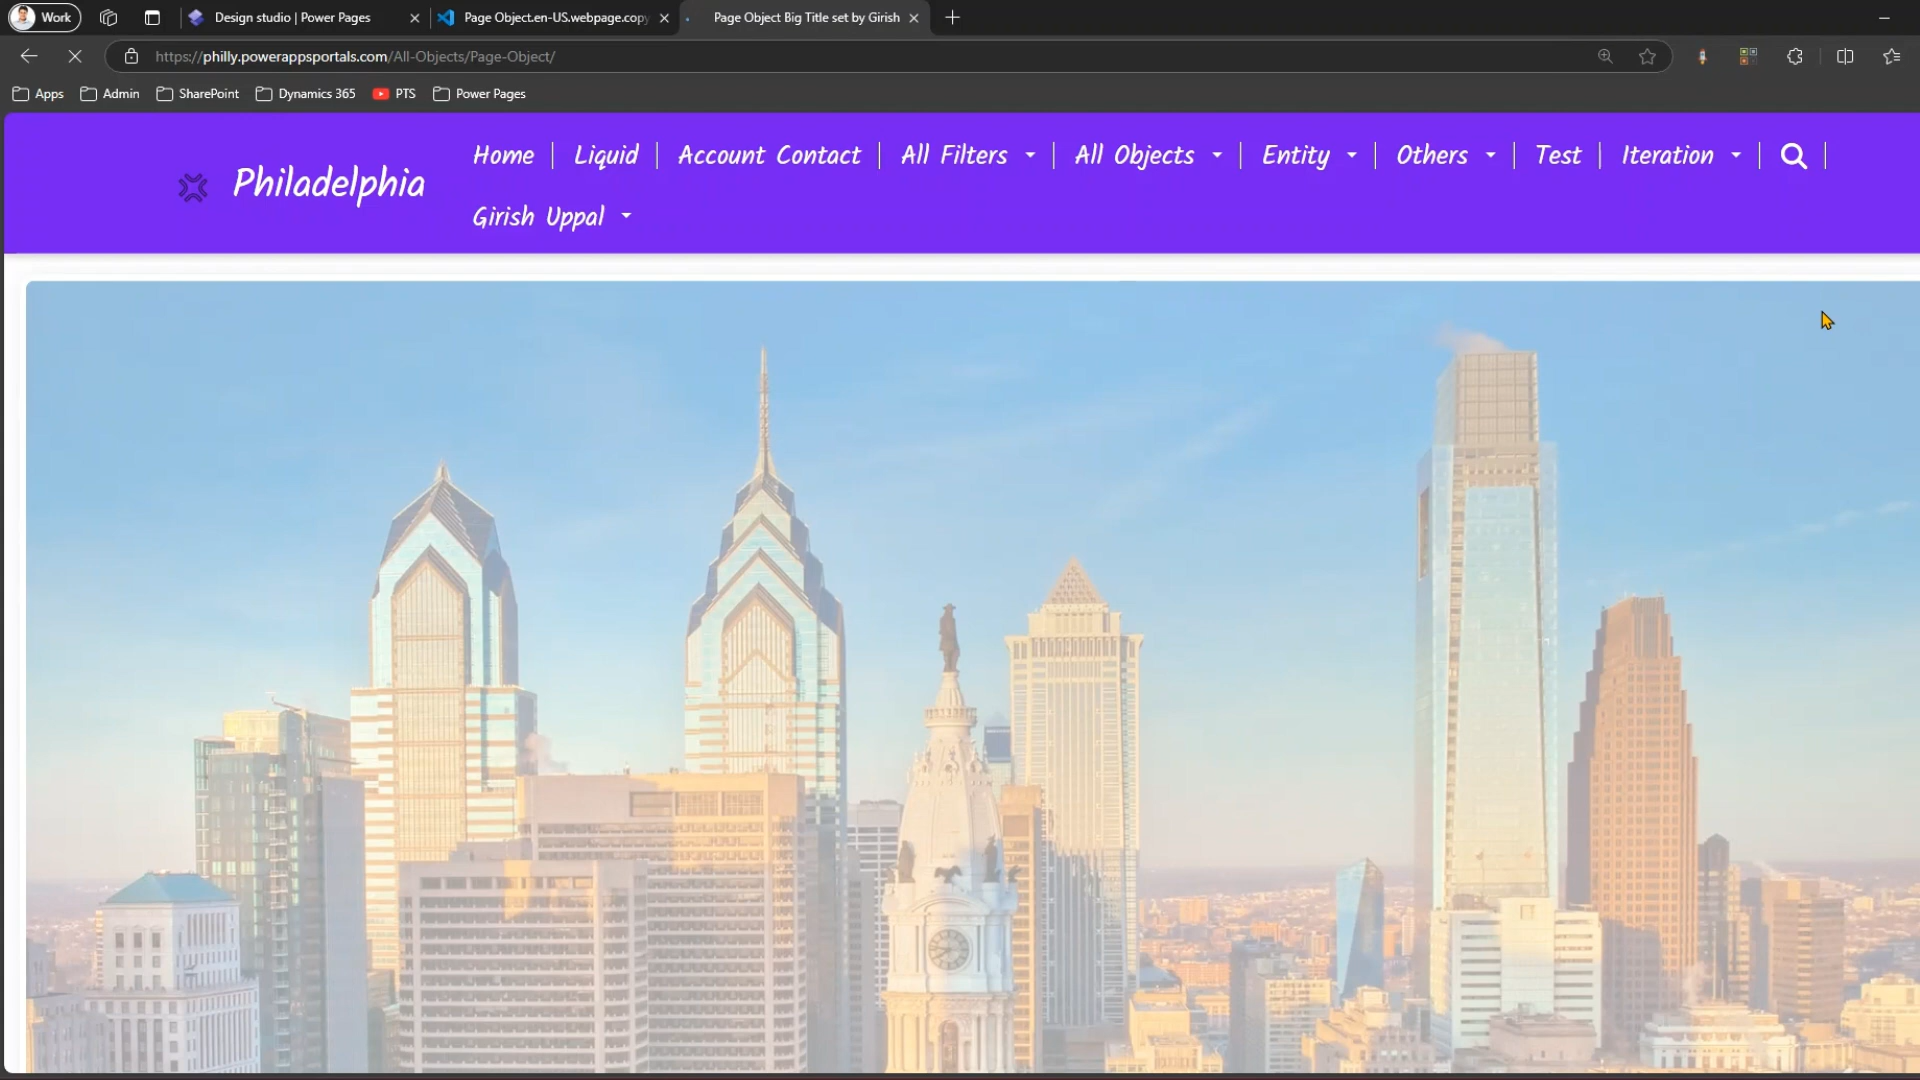 Work
Design studio | Power Pages
Page Object.en-US.webpage.copy
Page Object Big Title set by Girish
https://philly.powerappsportals.com/All-Objects/Page-Object/
Apps
Admin
SharePoint
Dynamics 365
PTS
Power Pages
Philadelphia
Home
Liquid
Account Contact
All Filters
All Objects
Entity
Others
Test
Iteration
Girish Uppal